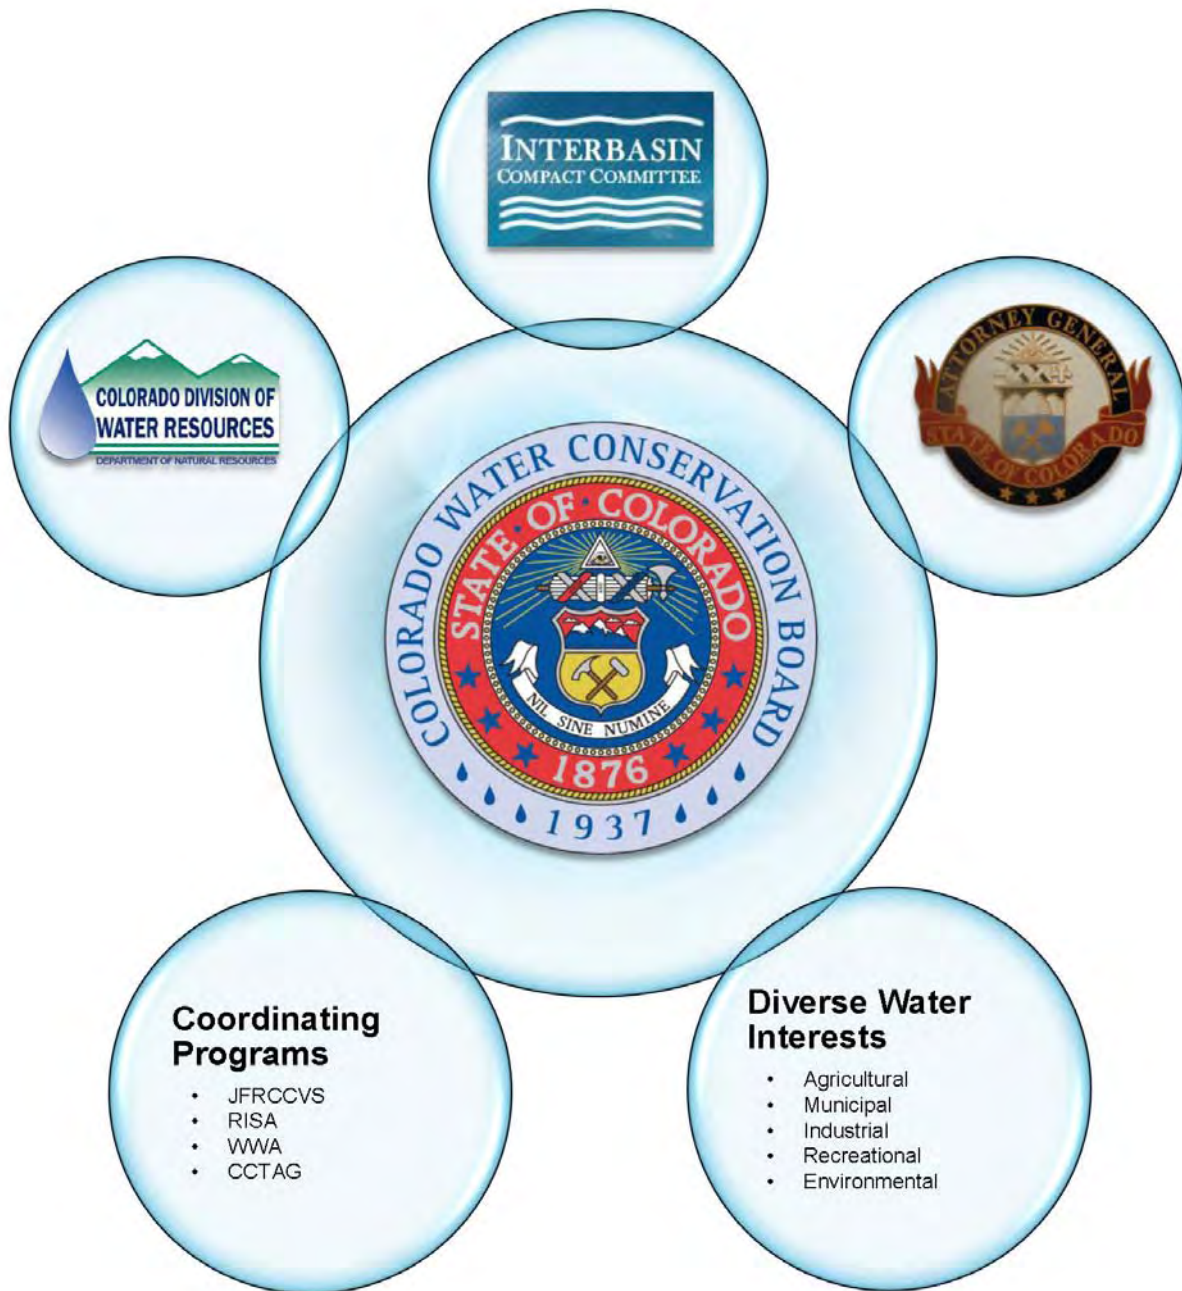 INTERBASIN
COMPACT COMMITTEE
COLORADO DIVISION OF
WATER RESOURCES
DEPARTMENT OF NATURAL RESOURCES
ATTORNEY GENERAL
STATE OF COLORADO
COLORADO WATER CONSERVATION BOARD
STATE · OF · COLORADO
NIL SINE NUMINE
1876
1937
Coordinating
Programs
• JFRCCVS
• RISA
• WWA
• CCTAG
Diverse Water
Interests
• Agricultural
• Municipal
• Industrial
• Recreational
• Environmental